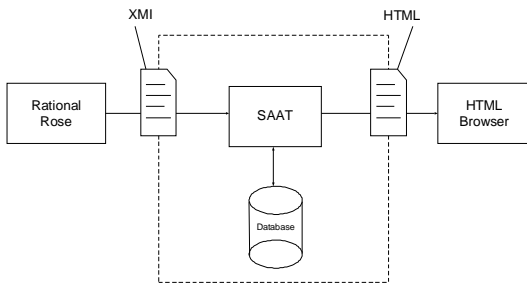 XMI
HTML
Rational
Rose
SAAT
HTML
Browser
Database